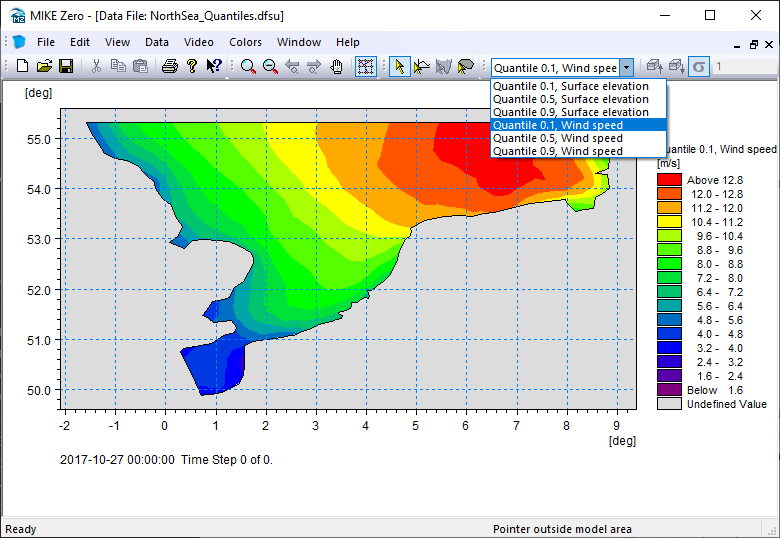 MIKE Zero - [Data File: NorthSea_Quantiles.dfsu]
File Edit View Data Video Colors Window Help
Quantile 0.1, Wind spee σ 1
Quantile 0.1, Surface elevation
Quantile 0.5, Surface elevation
Quantile 0.9, Surface elevation
Quantile 0.1, Wind speed
Quantile 0.5, Wind speed
Quantile 0.9, Wind speed
[deg]
55.0
54.0
53.0
52.0
51.0
50.0
-2 -1 0 1 2 3 4 5 6 7 8 9
[deg]
Quantile 0.1, Wind speed
[m/s]
Above 12.8
12.0 - 12.8
11.2 - 12.0
10.4 - 11.2
9.6 - 10.4
8.8 - 9.6
8.0 - 8.8
7.2 - 8.0
6.4 - 7.2
5.6 - 6.4
4.8 - 5.6
4.0 - 4.8
3.2 - 4.0
2.4 - 3.2
1.6 - 2.4
Below 1.6
Undefined Value
2017-10-27 00:00:00 Time Step 0 of 0.
Ready Pointer outside model area